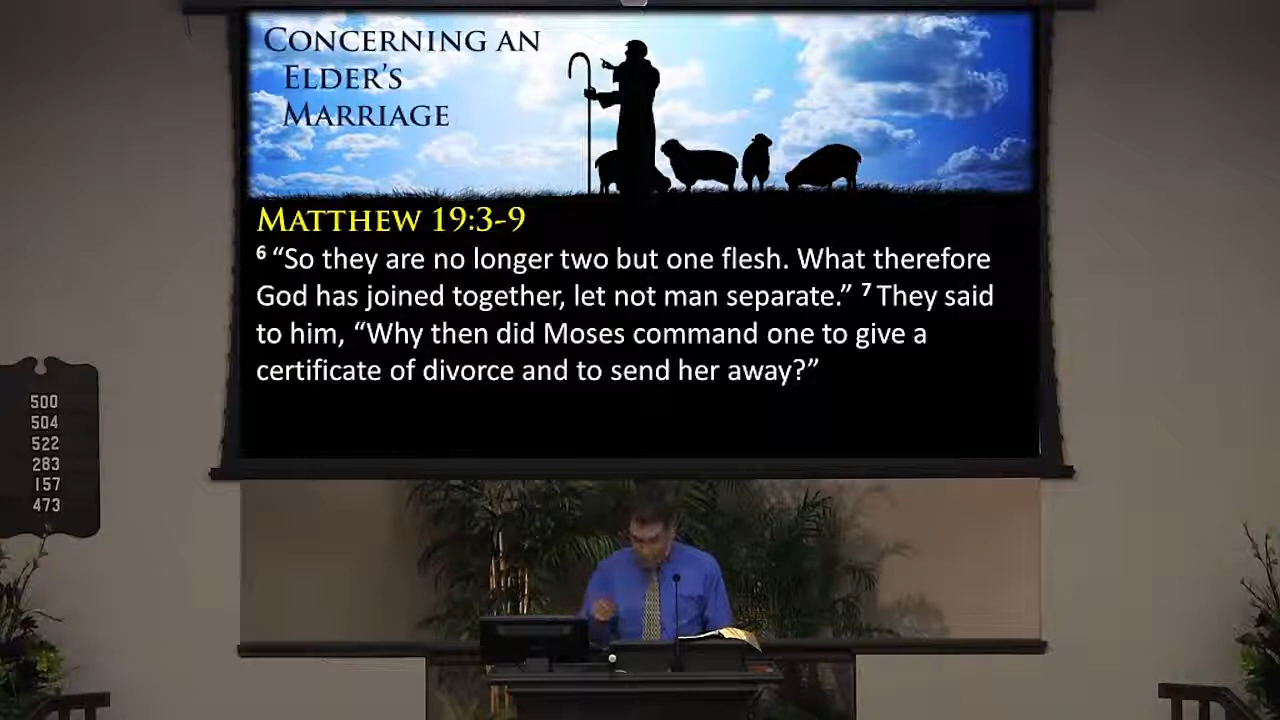 CONCERNING AN
ELDER'S
MARRIAGE
MATTHEW 19:3-9
6 “So they are no longer two but one flesh. What therefore
God has joined together, let not man separate.” 7 They said
to him, “Why then did Moses command one to give a
certificate of divorce and to send her away?”
500
504
522
283
157
473